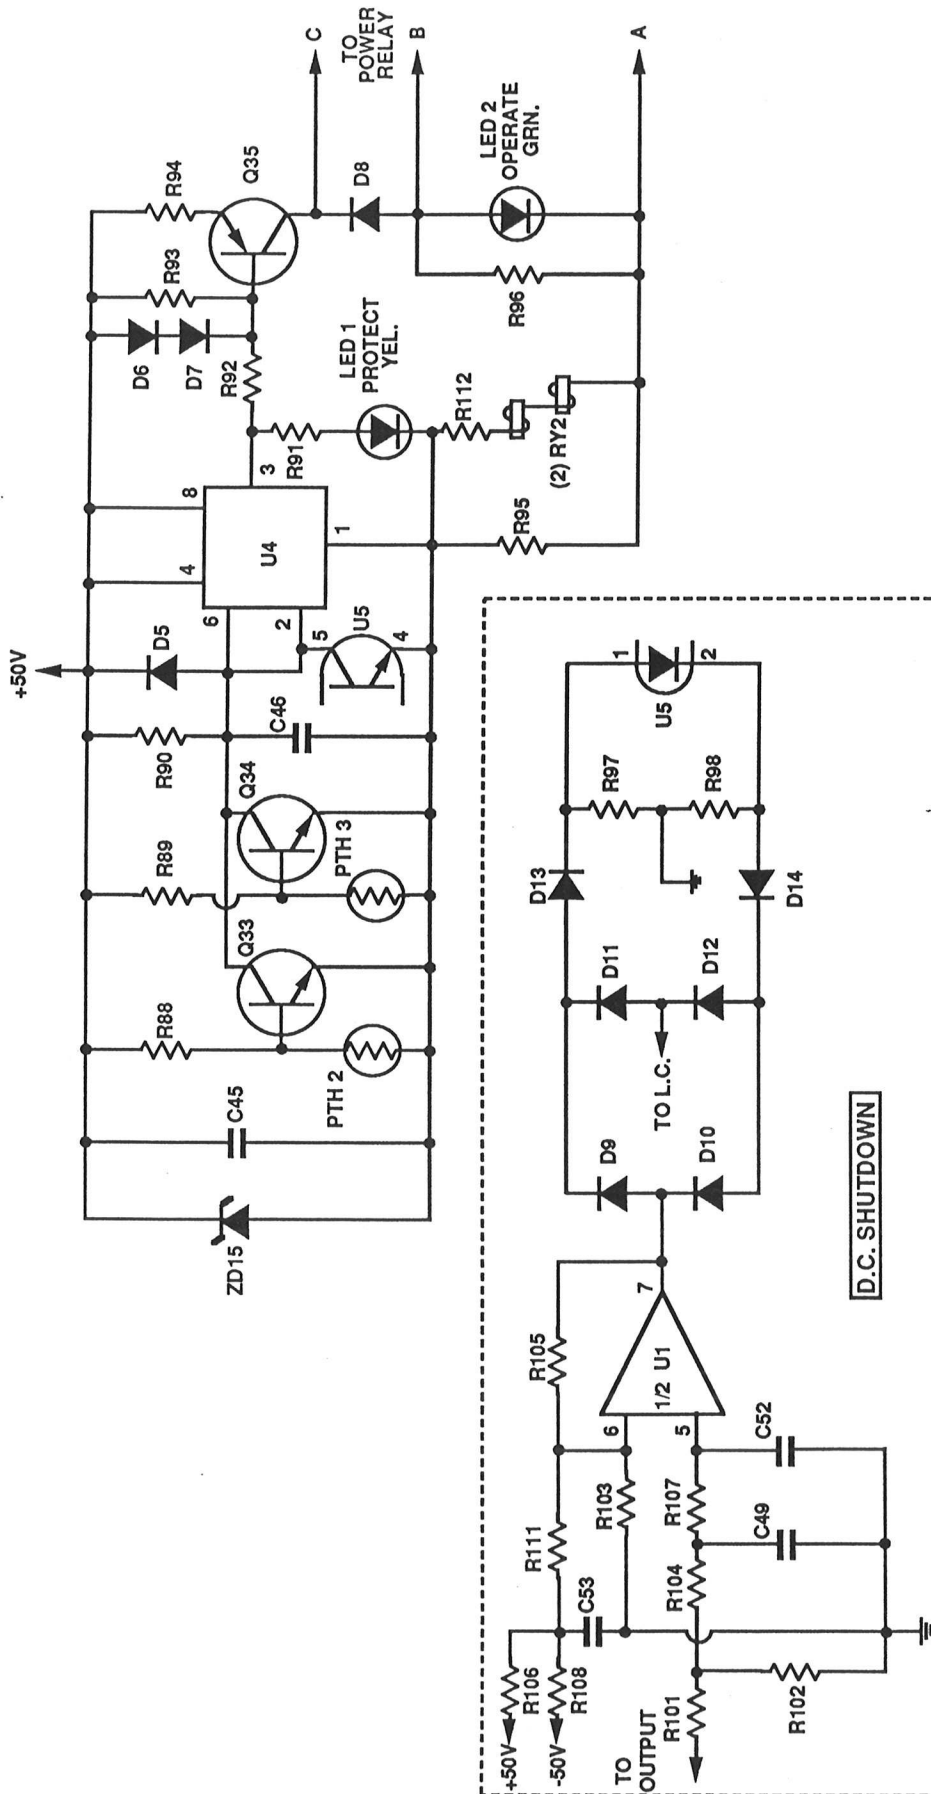 +50V
R88
R89
R90
D5
D6
D7
R93
R94
Q35
C
TO
POWER
RELAY
B
A
D8
LED 2
OPERATE
GRN.
R96
LED 1
PROTECT
YEL.
R92
R91
R112
(2) RY2
R95
4
8
6
2
3
1
U4
5
4
U5
C46
Q34
PTH 3
Q33
PTH 2
C45
ZD15
D13
R97
R98
D14
1
2
U5
D11
D12
TO L.C.
D9
D10
D.C. SHUTDOWN
R105
7
1/2 U1
6
5
R111
R103
R107
C52
C49
R104
C53
R106
R108
+50V
-50V
TO
OUTPUT
R101
R102